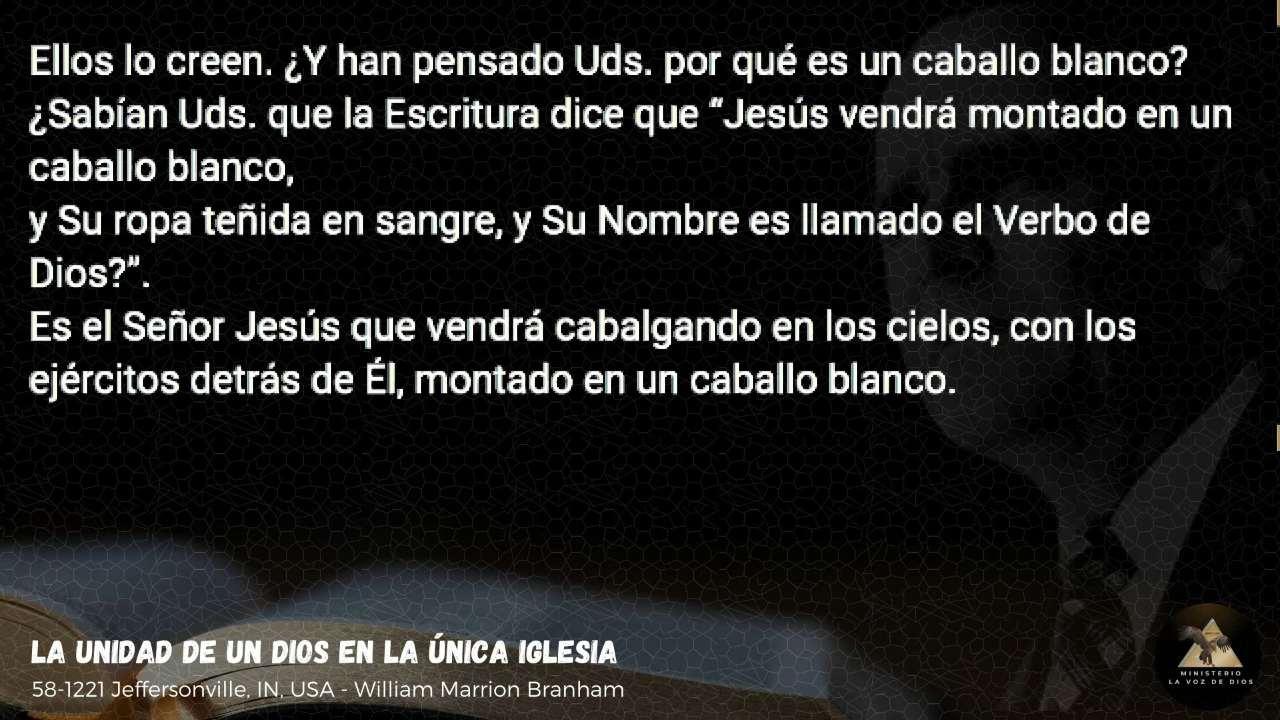 Ellos lo creen. ¿Y han pensado Uds. por qué es un caballo blanco?
¿Sabían Uds. que la Escritura dice que “Jesús vendrá montado en un
caballo blanco,
y Su ropa teñida en sangre, y Su Nombre es llamado el Verbo de
Dios?”.
Es el Señor Jesús que vendrá cabalgando en los cielos, con los
ejércitos detrás de Él, montado en un caballo blanco.
LA UNIDAD DE UN DIOS EN LA ÚNICA IGLESIA
58-1221 Jeffersonville, IN, USA - William Marrion Branham
MINISTERIO
LA VOZ DE DIOS